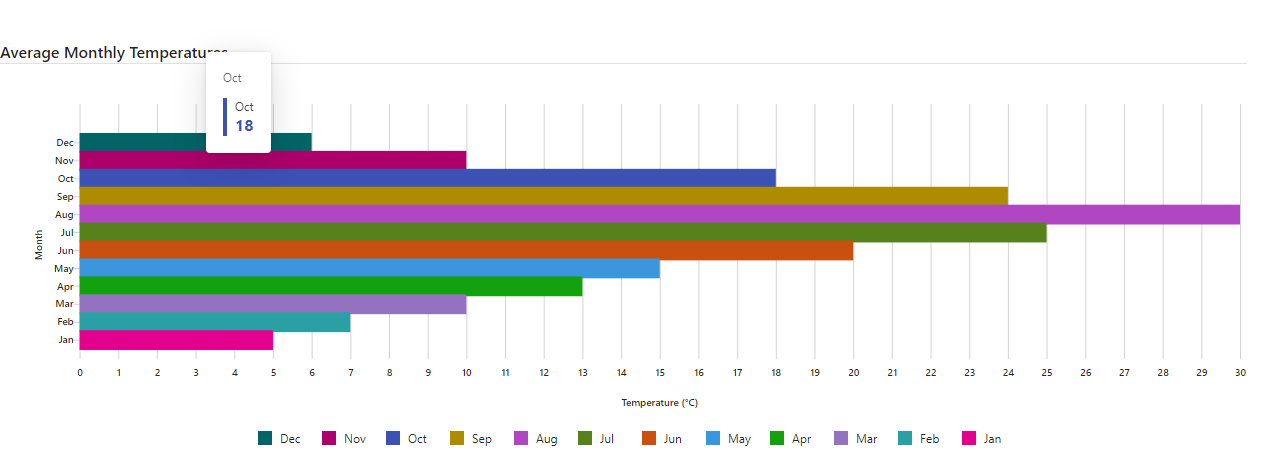 Average Monthly Temperatures
Oct
Oct
18
Dec
Nov
Oct
Sep
Aug
Jul
Jun
May
Apr
Mar
Feb
Jan
Month
0 1 2 3 4 5 6 7 8 9 10 11 12 13 14 15 16 17 18 19 20 21 22 23 24 25 26 27 28 29 30
Temperature (°C)
Dec Nov Oct Sep Aug Jul Jun May Apr Mar Feb Jan